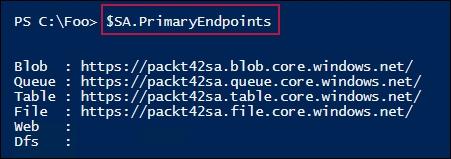 PS C:\Foo> $SA.PrimaryEndpoints
Blob  : https://packt42sa.blob.core.windows.net/
Queue : https://packt42sa.queue.core.windows.net/
Table : https://packt42sa.table.core.windows.net/
File  : https://packt42sa.file.core.windows.net/
Web   :
Dfs   :